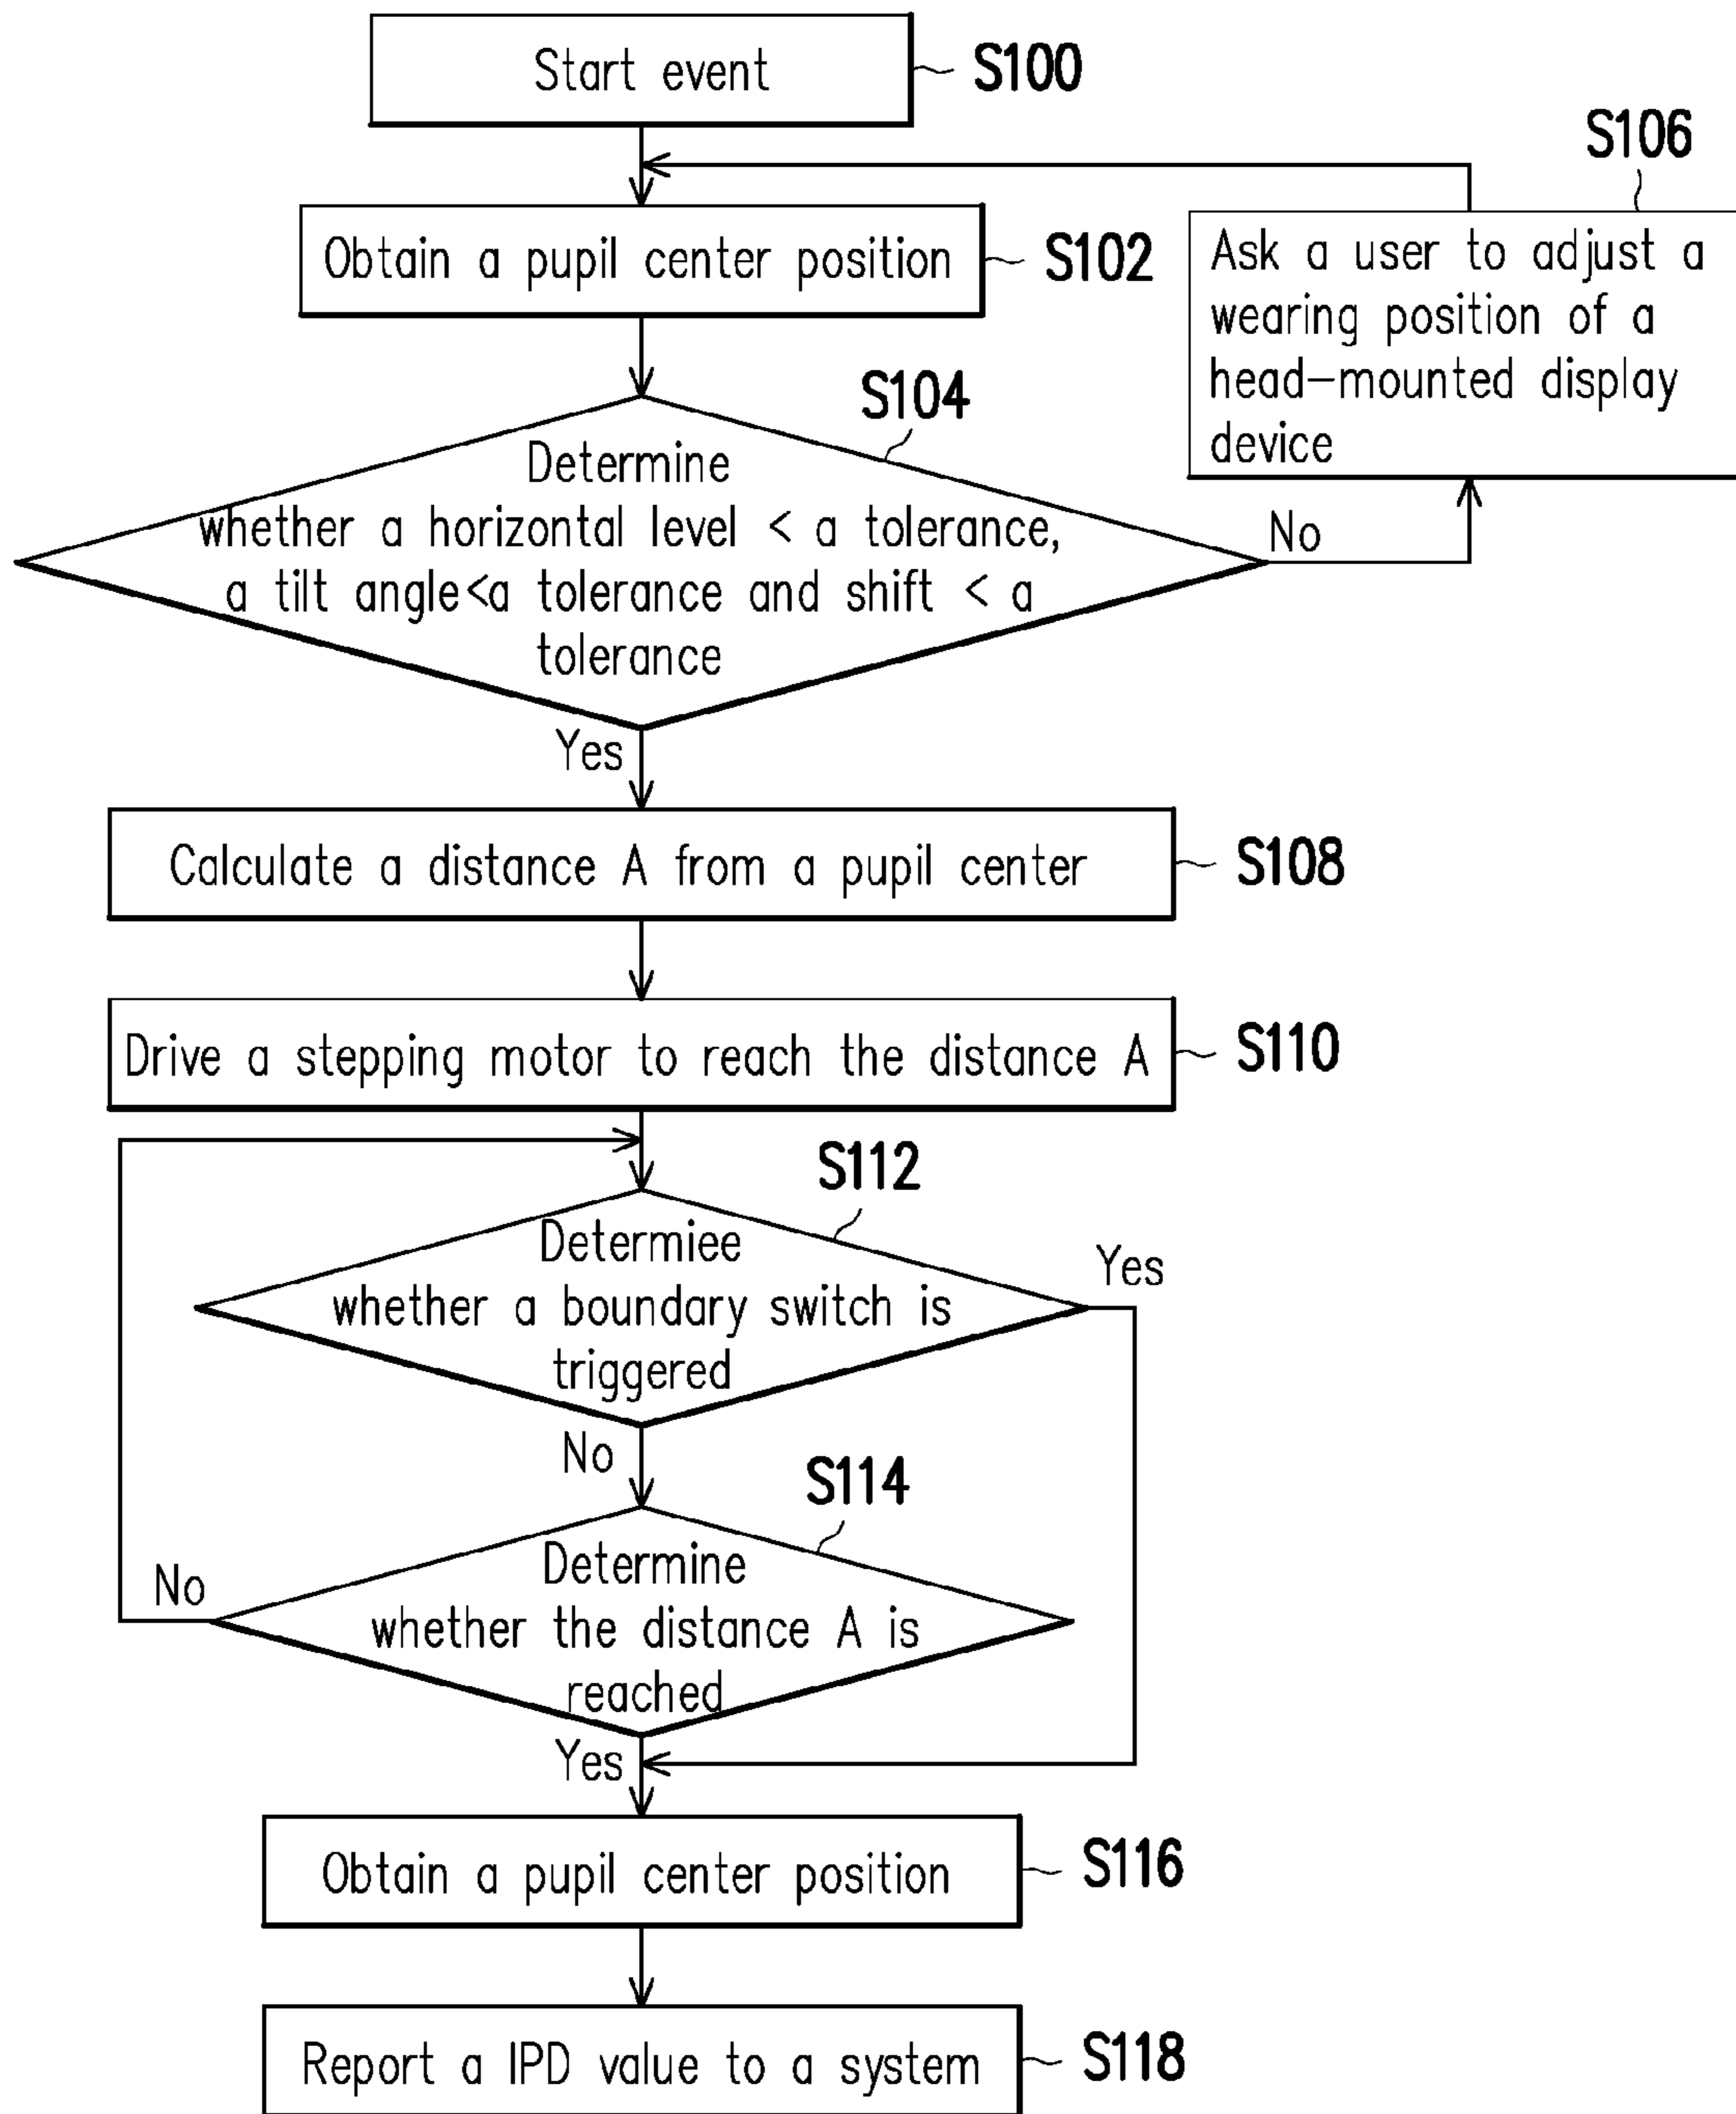 Start event
S100
S106
Obtain a pupil center position
S102
Ask a user to adjust a
wearing position of a
head-mounted display
device
S104
Determine
whether a horizontal level < a tolerance,
a tilt angle<a tolerance and shift < a
tolerance
No
Yes
Calculate a distance A from a pupil center
S108
Drive a stepping motor to reach the distance A
S110
S112
Determiee
whether a boundary switch is
triggered
Yes
No
S114
Determine
whether the distance A is
reached
No
Yes
Obtain a pupil center position
S116
Report a IPD value to a system
S118